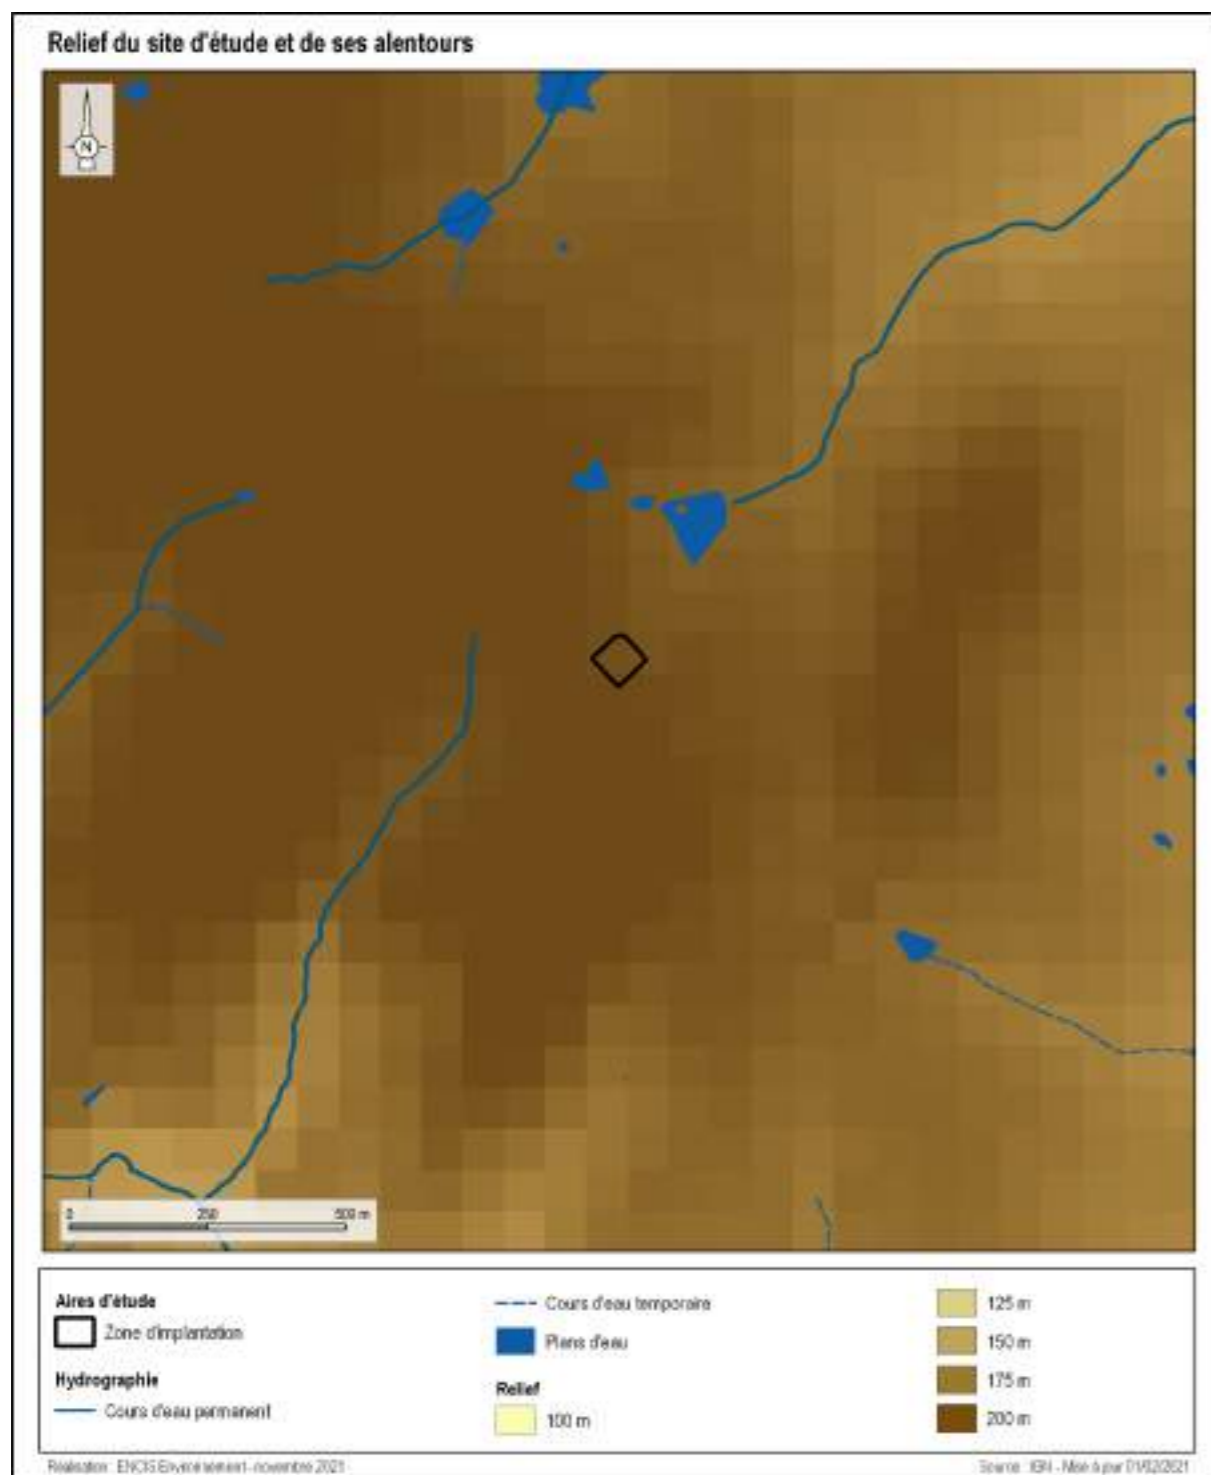 Relief du site d'étude et de ses alentours
N
0 250 500 m
Aires d'étude
Zone d'implantation
Hydrographie
Cours d'eau permanent
Cours d'eau temporaire
Plans d'eau
Relief
100 m
125 m
150 m
175 m
200 m
Réalisation : ENCIS Environnement - novembre 2021
Source : IGN - Mise à jour 01/02/2021